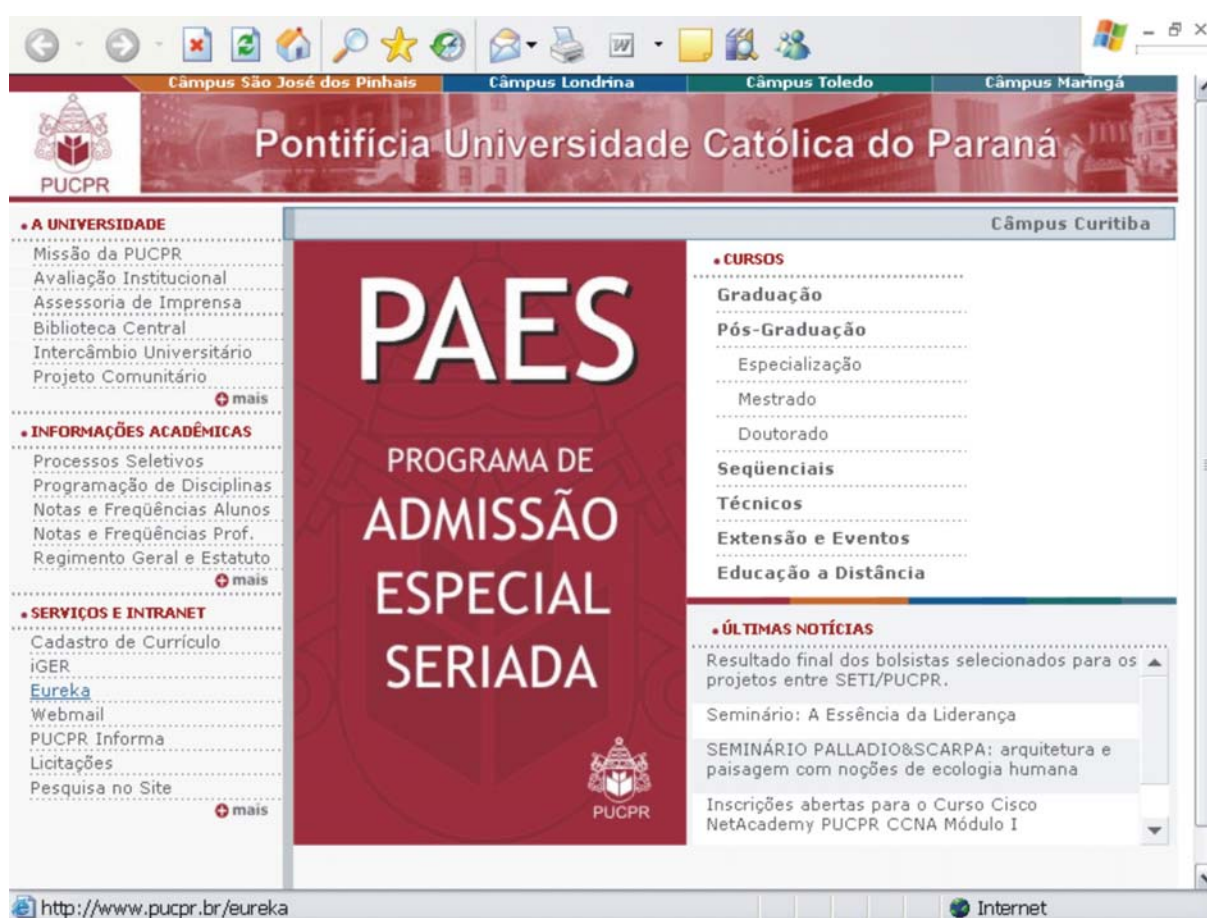 Câmpus São José dos Pinhais
Câmpus Londrina
Câmpus Toledo
Câmpus Maringá
Pontifícia Universidade Católica do Paraná
PUCPR
• A UNIVERSIDADE
Missão da PUCPR
Avaliação Institucional
Assessoria de Imprensa
Biblioteca Central
Intercâmbio Universitário
Projeto Comunitário
mais
• INFORMAÇÕES ACADÊMICAS
Processos Seletivos
Programação de Disciplinas
Notas e Freqüências Alunos
Notas e Freqüências Prof.
Regimento Geral e Estatuto
mais
• SERVIÇOS E INTRANET
Cadastro de Currículo
iGER
Eureka
Webmail
PUCPR Informa
Licitações
Pesquisa no Site
mais
Câmpus Curitiba
PAES
PROGRAMA DE
ADMISSÃO
ESPECIAL
SERIADA
PUCPR
• CURSOS
Graduação
Pós-Graduação
Especialização
Mestrado
Doutorado
Seqüenciais
Técnicos
Extensão e Eventos
Educação a Distância
• ÚLTIMAS NOTÍCIAS
Resultado final dos bolsistas selecionados para os
projetos entre SETI/PUCPR.
Seminário: A Essência da Liderança
SEMINÁRIO PALLADIO&SCARPA: arquitetura e
paisagem com noções de ecologia humana
Inscrições abertas para o Curso Cisco
NetAcademy PUCPR CCNA Módulo I
http://www.pucpr.br/eureka
Internet